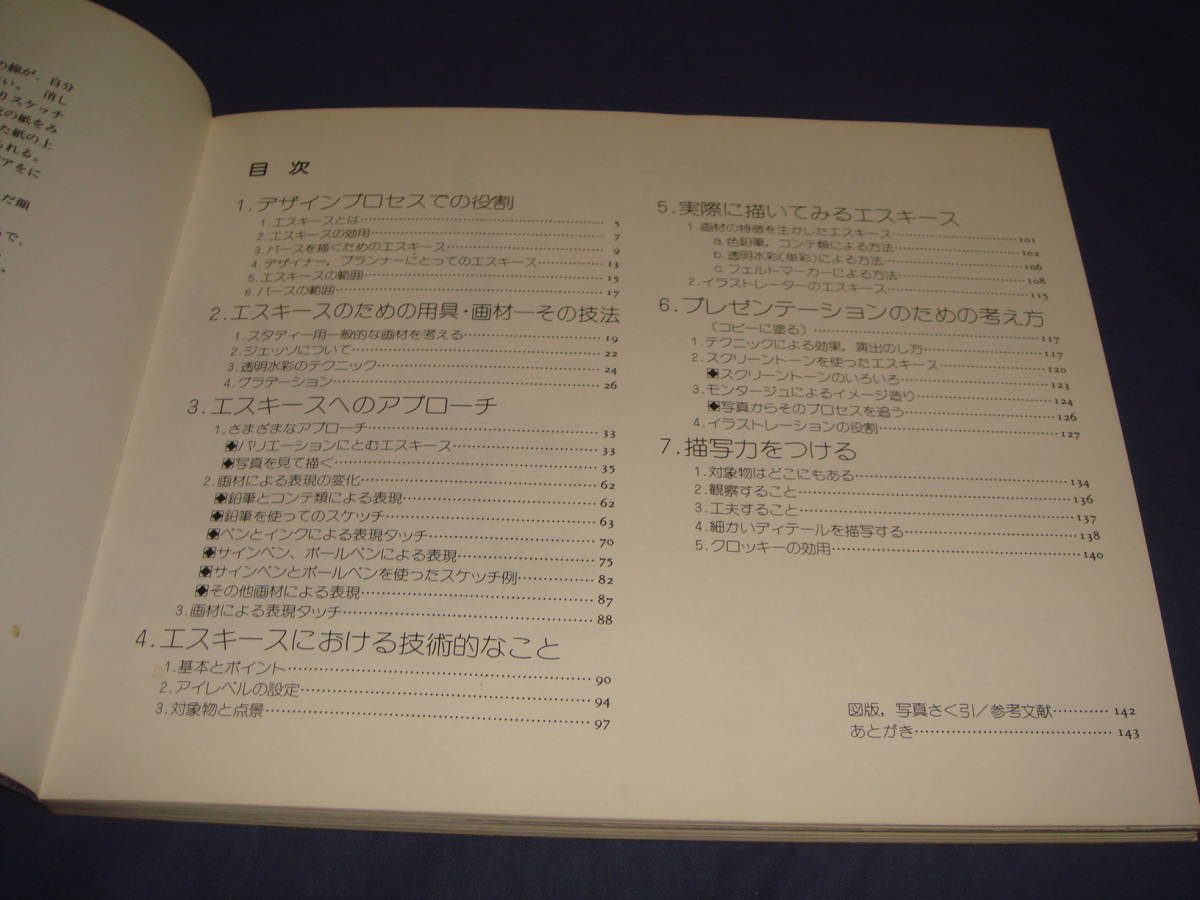 の線が、自分
い。 消し
りスケッチ
の紙をみ
た紙の上
られる。
アをに
だ顔
で、
目 次
1.デザインプロセスでの役割
1.エスキースとは……5
2.エスキースの効用……7
3.パースを描くためのエスキース……9
4.デザイナー，プランナーにとってのエスキース……13
5.エスキースの範囲……15
6.パースの範囲……17
2.エスキースのための用具・画材—その技法
1.スタディー用一般的な画材を考える……19
2.ジェッソについて……22
3.透明水彩のテクニック……24
4.グラデーション……26
3.エスキースへのアプローチ
1.さまざまなアプローチ……33
◆バリエーションにとむエスキース……33
◆写真を見て描く……35
2.画材による表現の変化……62
◆鉛筆とコンテ類による表現……62
◆鉛筆を使ってのスケッチ……63
◆ペンとインクによる表現タッチ……70
◆サインペン、ボールペンによる表現……75
◆サインペンとボールペンを使ったスケッチ例……82
◆その他画材による表現……87
3.画材による表現タッチ……88
4.エスキースにおける技術的なこと
1.基本とポイント……90
2.アイレベルの設定……94
3.対象物と点景……97
5.実際に描いてみるエスキース
1.画材の特徴を生かしたエスキース……101
a.色鉛筆，コンテ類による方法……102
b.透明水彩(単彩)による方法……106
c.フェルトマーカーによる方法……108
2.イラストレーターのエスキース……115
6.プレゼンテーションのための考え方
〔コピーに塗る〕……117
1.テクニックによる効果，演出のし方……117
2.スクリーントーンを使ったエスキース……120
◆スクリーントーンのいろいろ……123
3.モンタージュによるイメージ造り……124
◆写真からそのプロセスを追う……126
4.イラストレーションの役割……127
7.描写力をつける
1.対象物はどこにもある……134
2.観察すること……136
3.工夫すること……137
4.細かいディテールを描写する……138
5.クロッキーの効用……140
図版，写真さく引／参考文献……142
あとがき……143